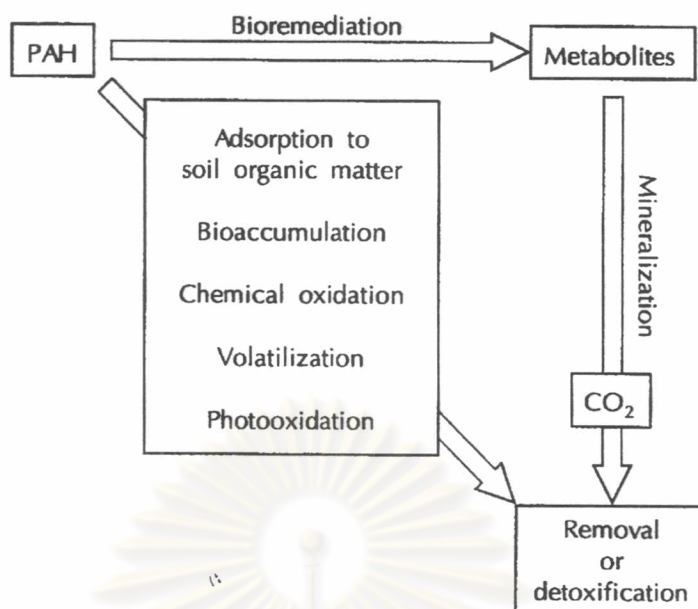 Bioremediation
PAH
Metabolites
Adsorption to
soil organic matter
Bioaccumulation
Chemical oxidation
Volatilization
Photooxidation
Mineralization
CO₂
Removal
or
detoxification